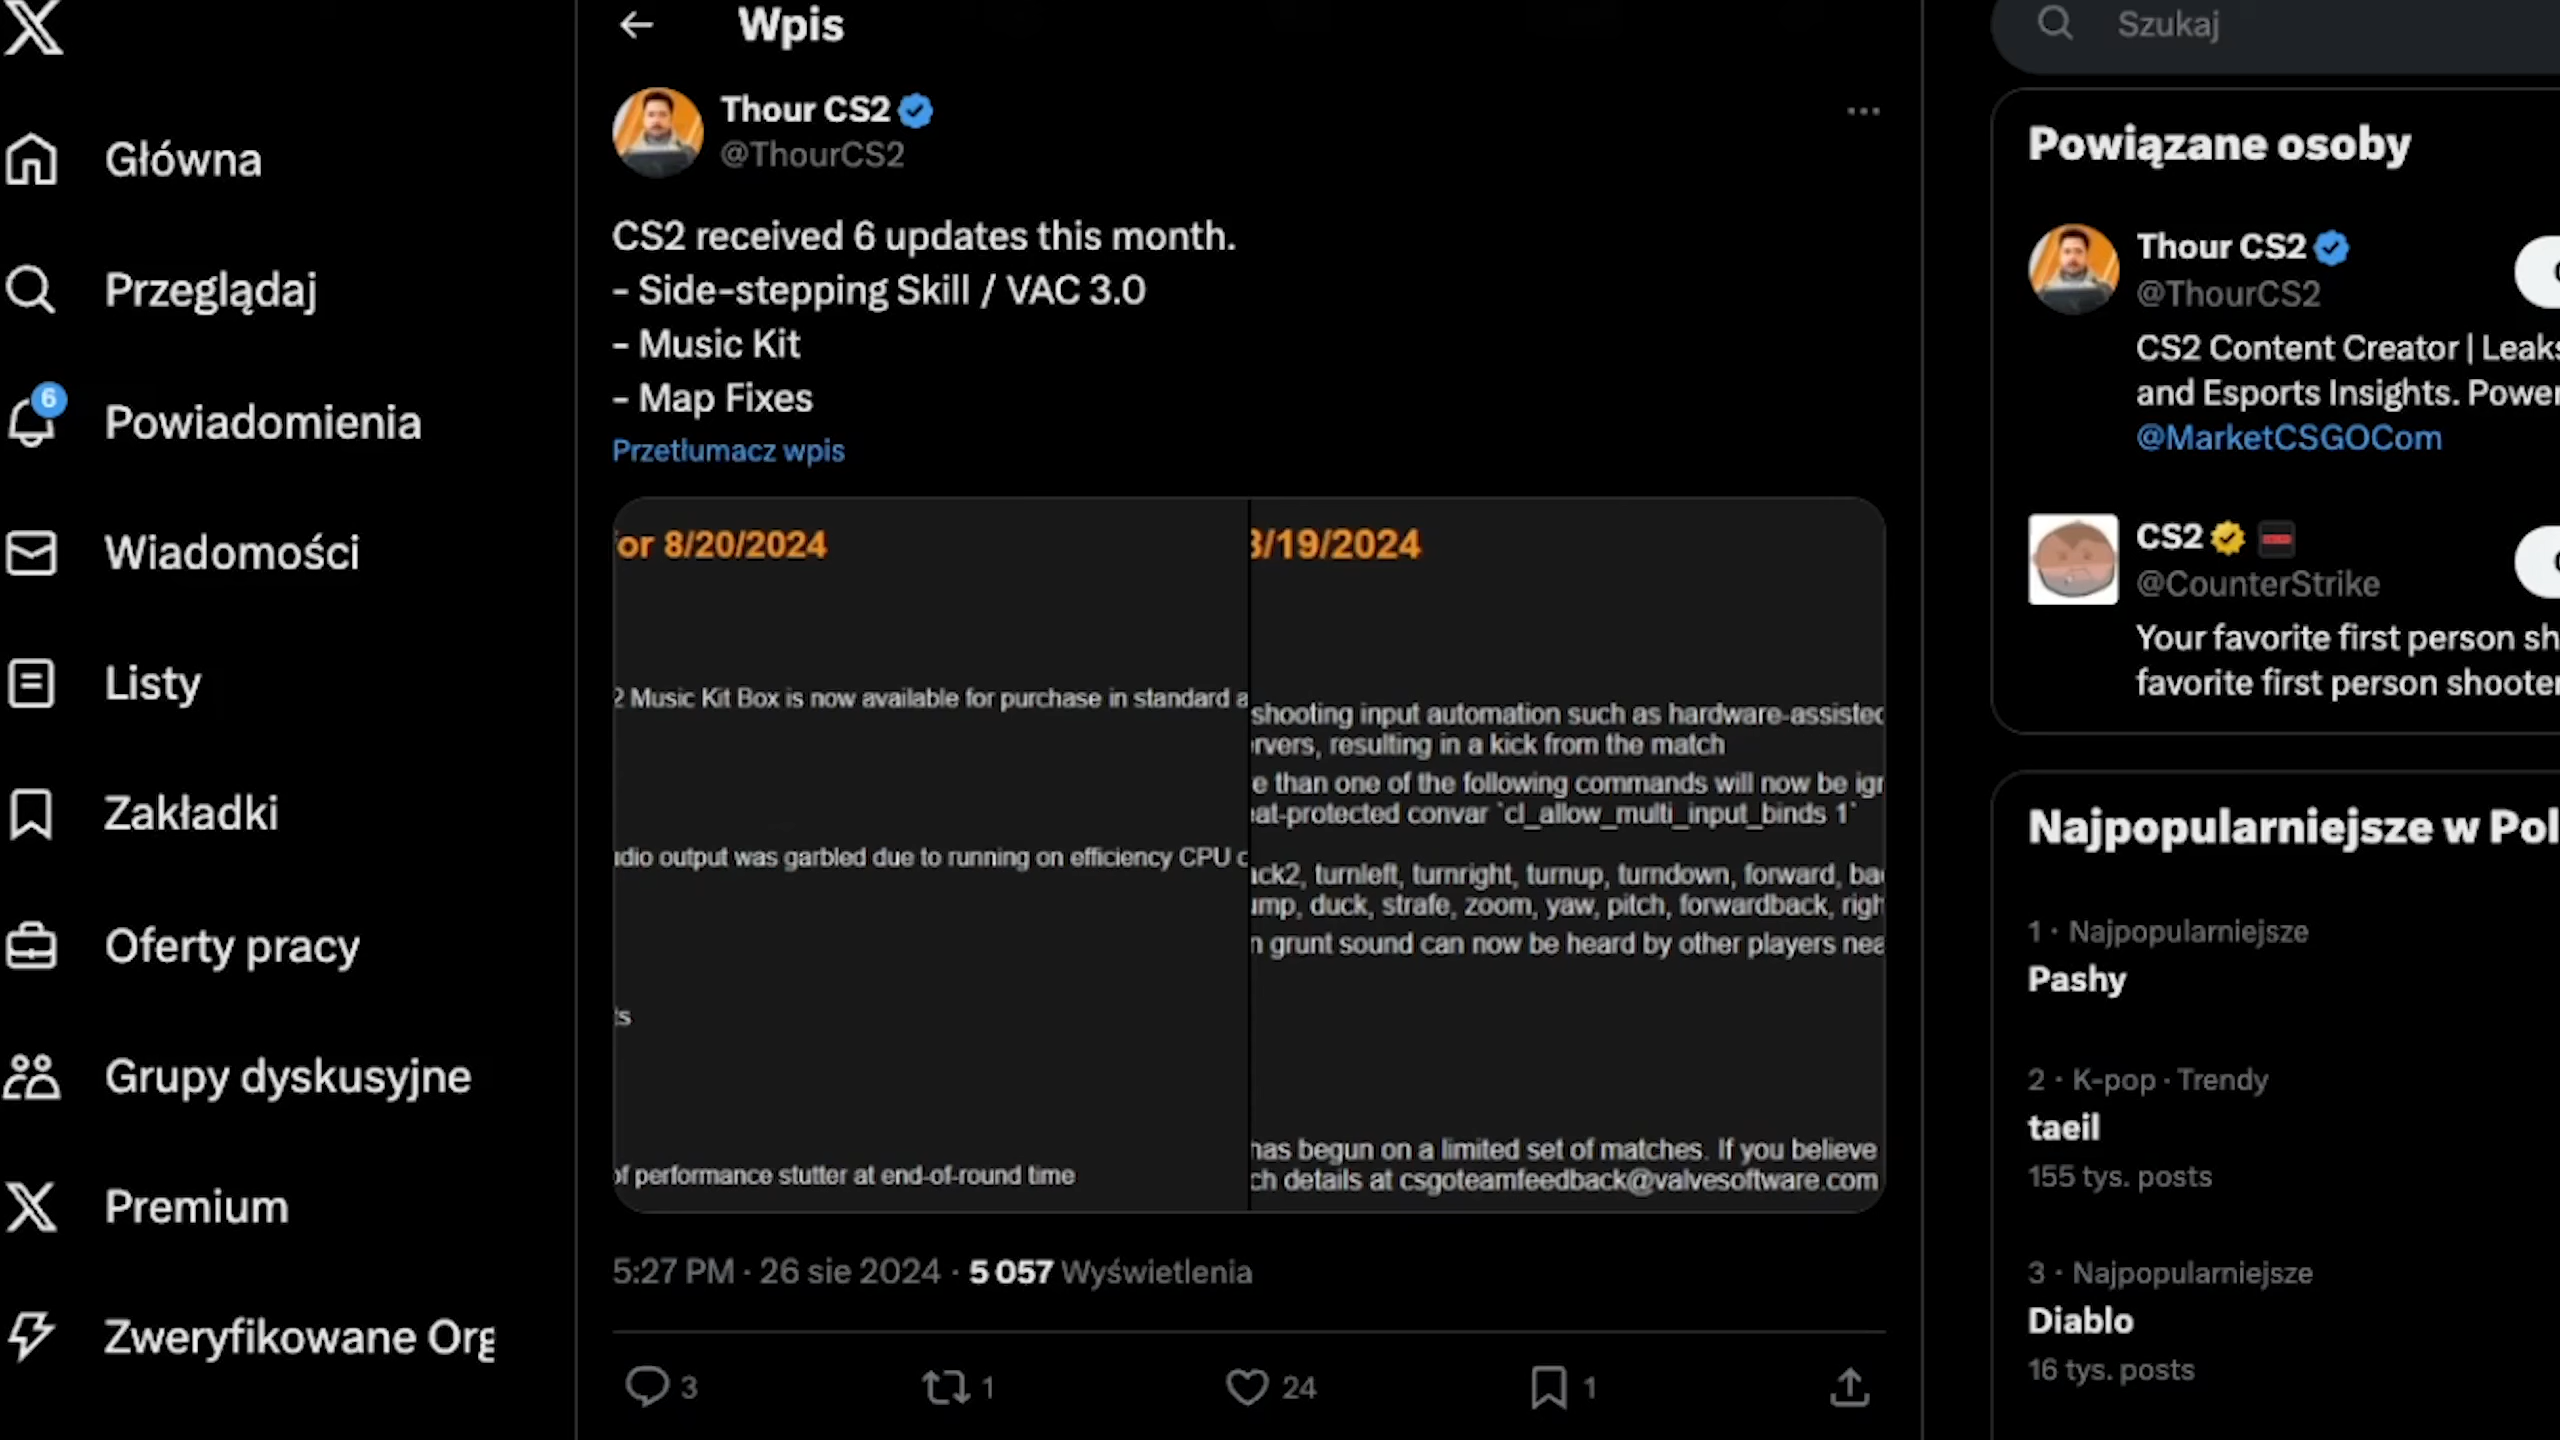 Główna
Przeglądaj
6
Powiadomienia
Wiadomości
Listy
Zakładki
Oferty pracy
Grupy dyskusyjne
Premium
Zweryfikowane Org
Wpis
Thour CS2
@ThourCS2
CS2 received 6 updates this month.
- Side-stepping Skill / VAC 3.0
- Music Kit
- Map Fixes
Przetłumacz wpis
or 8/20/2024
2 Music Kit Box is now available for purchase in standard a
dio output was garbled due to running on efficiency CPU c
ts
of performance stutter at end-of-round time
8/19/2024
shooting input automation such as hardware-assisted
rvers, resulting in a kick from the match
e than one of the following commands will now be igr
eat-protected convar `cl_allow_multi_input_binds 1`
ack2, turnleft, turnright, turnup, turndown, forward, bac
ump, duck, strafe, zoom, yaw, pitch, forwardback, righ
n grunt sound can now be heard by other players nea
has begun on a limited set of matches. If you believe
ch details at csgoteamfeedback@valvesoftware.com
5:27 PM · 26 sie 2024 · 5 057 Wyświetlenia
3
1
24
1
Szukaj
Powiązane osoby
Thour CS2
@ThourCS2
CS2 Content Creator | Leaks
and Esports Insights. Power
@MarketCSGOCom
CS2
@CounterStrike
Your favorite first person sh
favorite first person shooter
Najpopularniejsze w Pol
1 · Najpopularniejsze
Pashy
2 · K-pop · Trendy
taeil
155 tys. posts
3 · Najpopularniejsze
Diablo
16 tys. posts